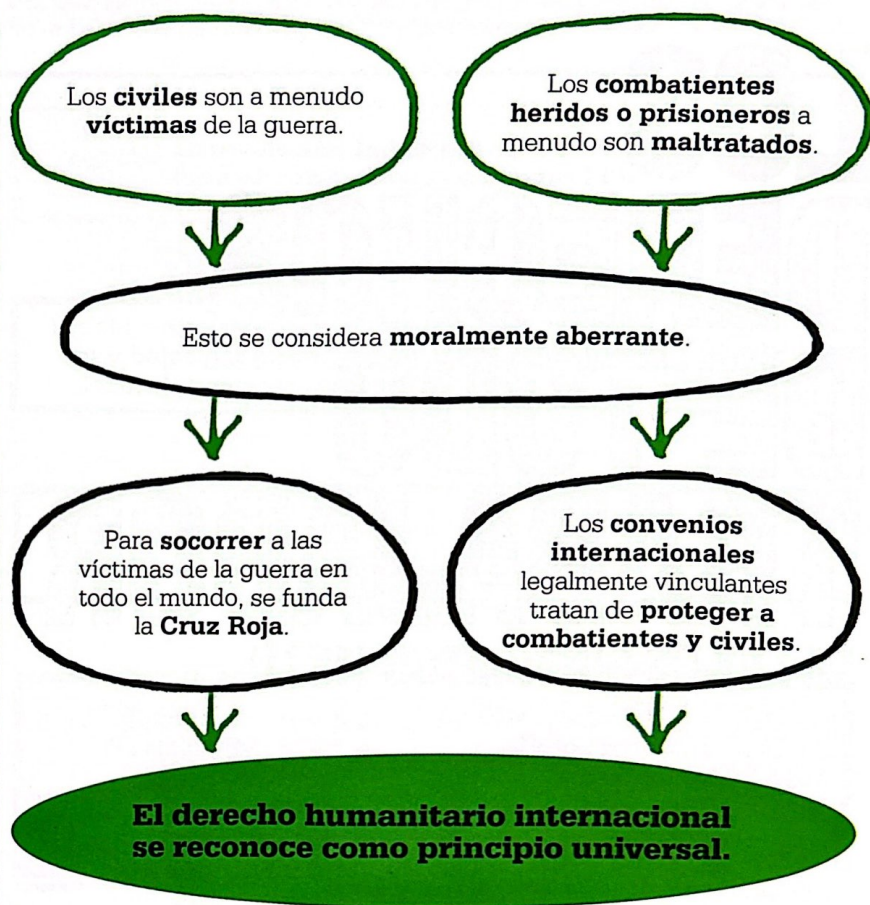 Los civiles son a menudo
víctimas de la guerra.
Los combatientes
heridos o prisioneros a
menudo son maltratados.
Esto se considera moralmente aberrante.
Para socorrer a las
víctimas de la guerra en
todo el mundo, se funda
la Cruz Roja.
Los convenios
internacionales
legalmente vinculantes
tratan de proteger a
combatientes y civiles.
El derecho humanitario internacional
se reconoce como principio universal.